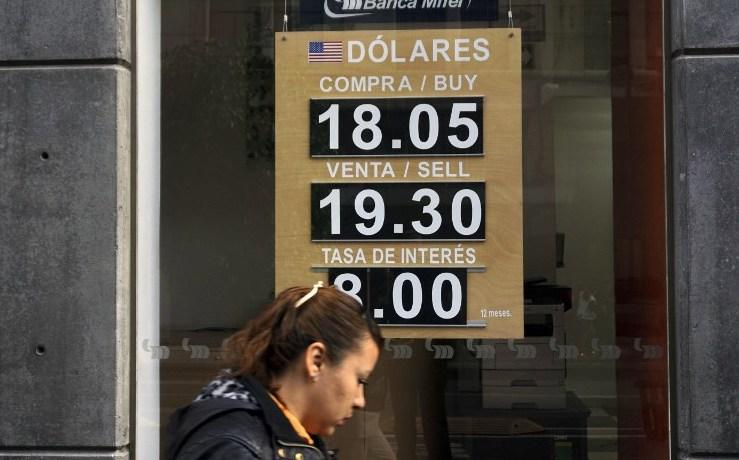 Banca Mifel
DÓLARES
COMPRA / BUY
18.05
VENTA / SELL
19.30
TASA DE INTERÉS
8.00
12 meses.